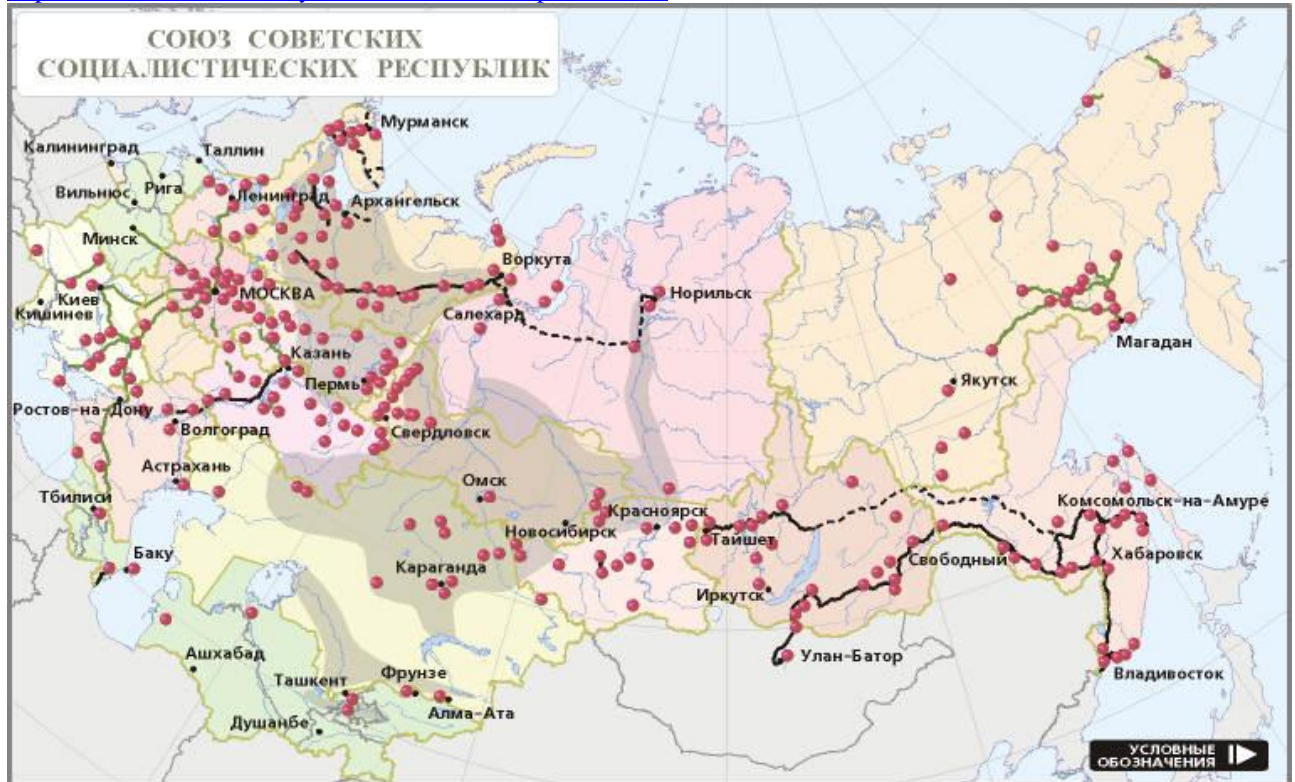 СОЮЗ СОВЕТСКИХ
СОЦИАЛИСТИЧЕСКИХ РЕСПУБЛИК
Мурманск
Калининград
Таллин
Вильнюс
Рига
Ленинград
Архангельск
Минск
Воркута
Киев
МОСКВА
Норильск
Кишинев
Салехард
Магадан
Казань
Пермь
Якутск
Ростов-на-Дону
Волгоград
Свердловск
Астрахань
Омск
Тбилиси
Красноярск
Комсомольск-на-Амуре
Новосибирск
Тайшет
Баку
Свободный
Хабаровск
Караганда
Иркутск
Ашхабад
Улан-Батор
Ташкент
Фрунзе
Владивосток
Алма-Ата
Душанбе
УСЛОВНЫЕ
ОБОЗНАЧЕНИЯ